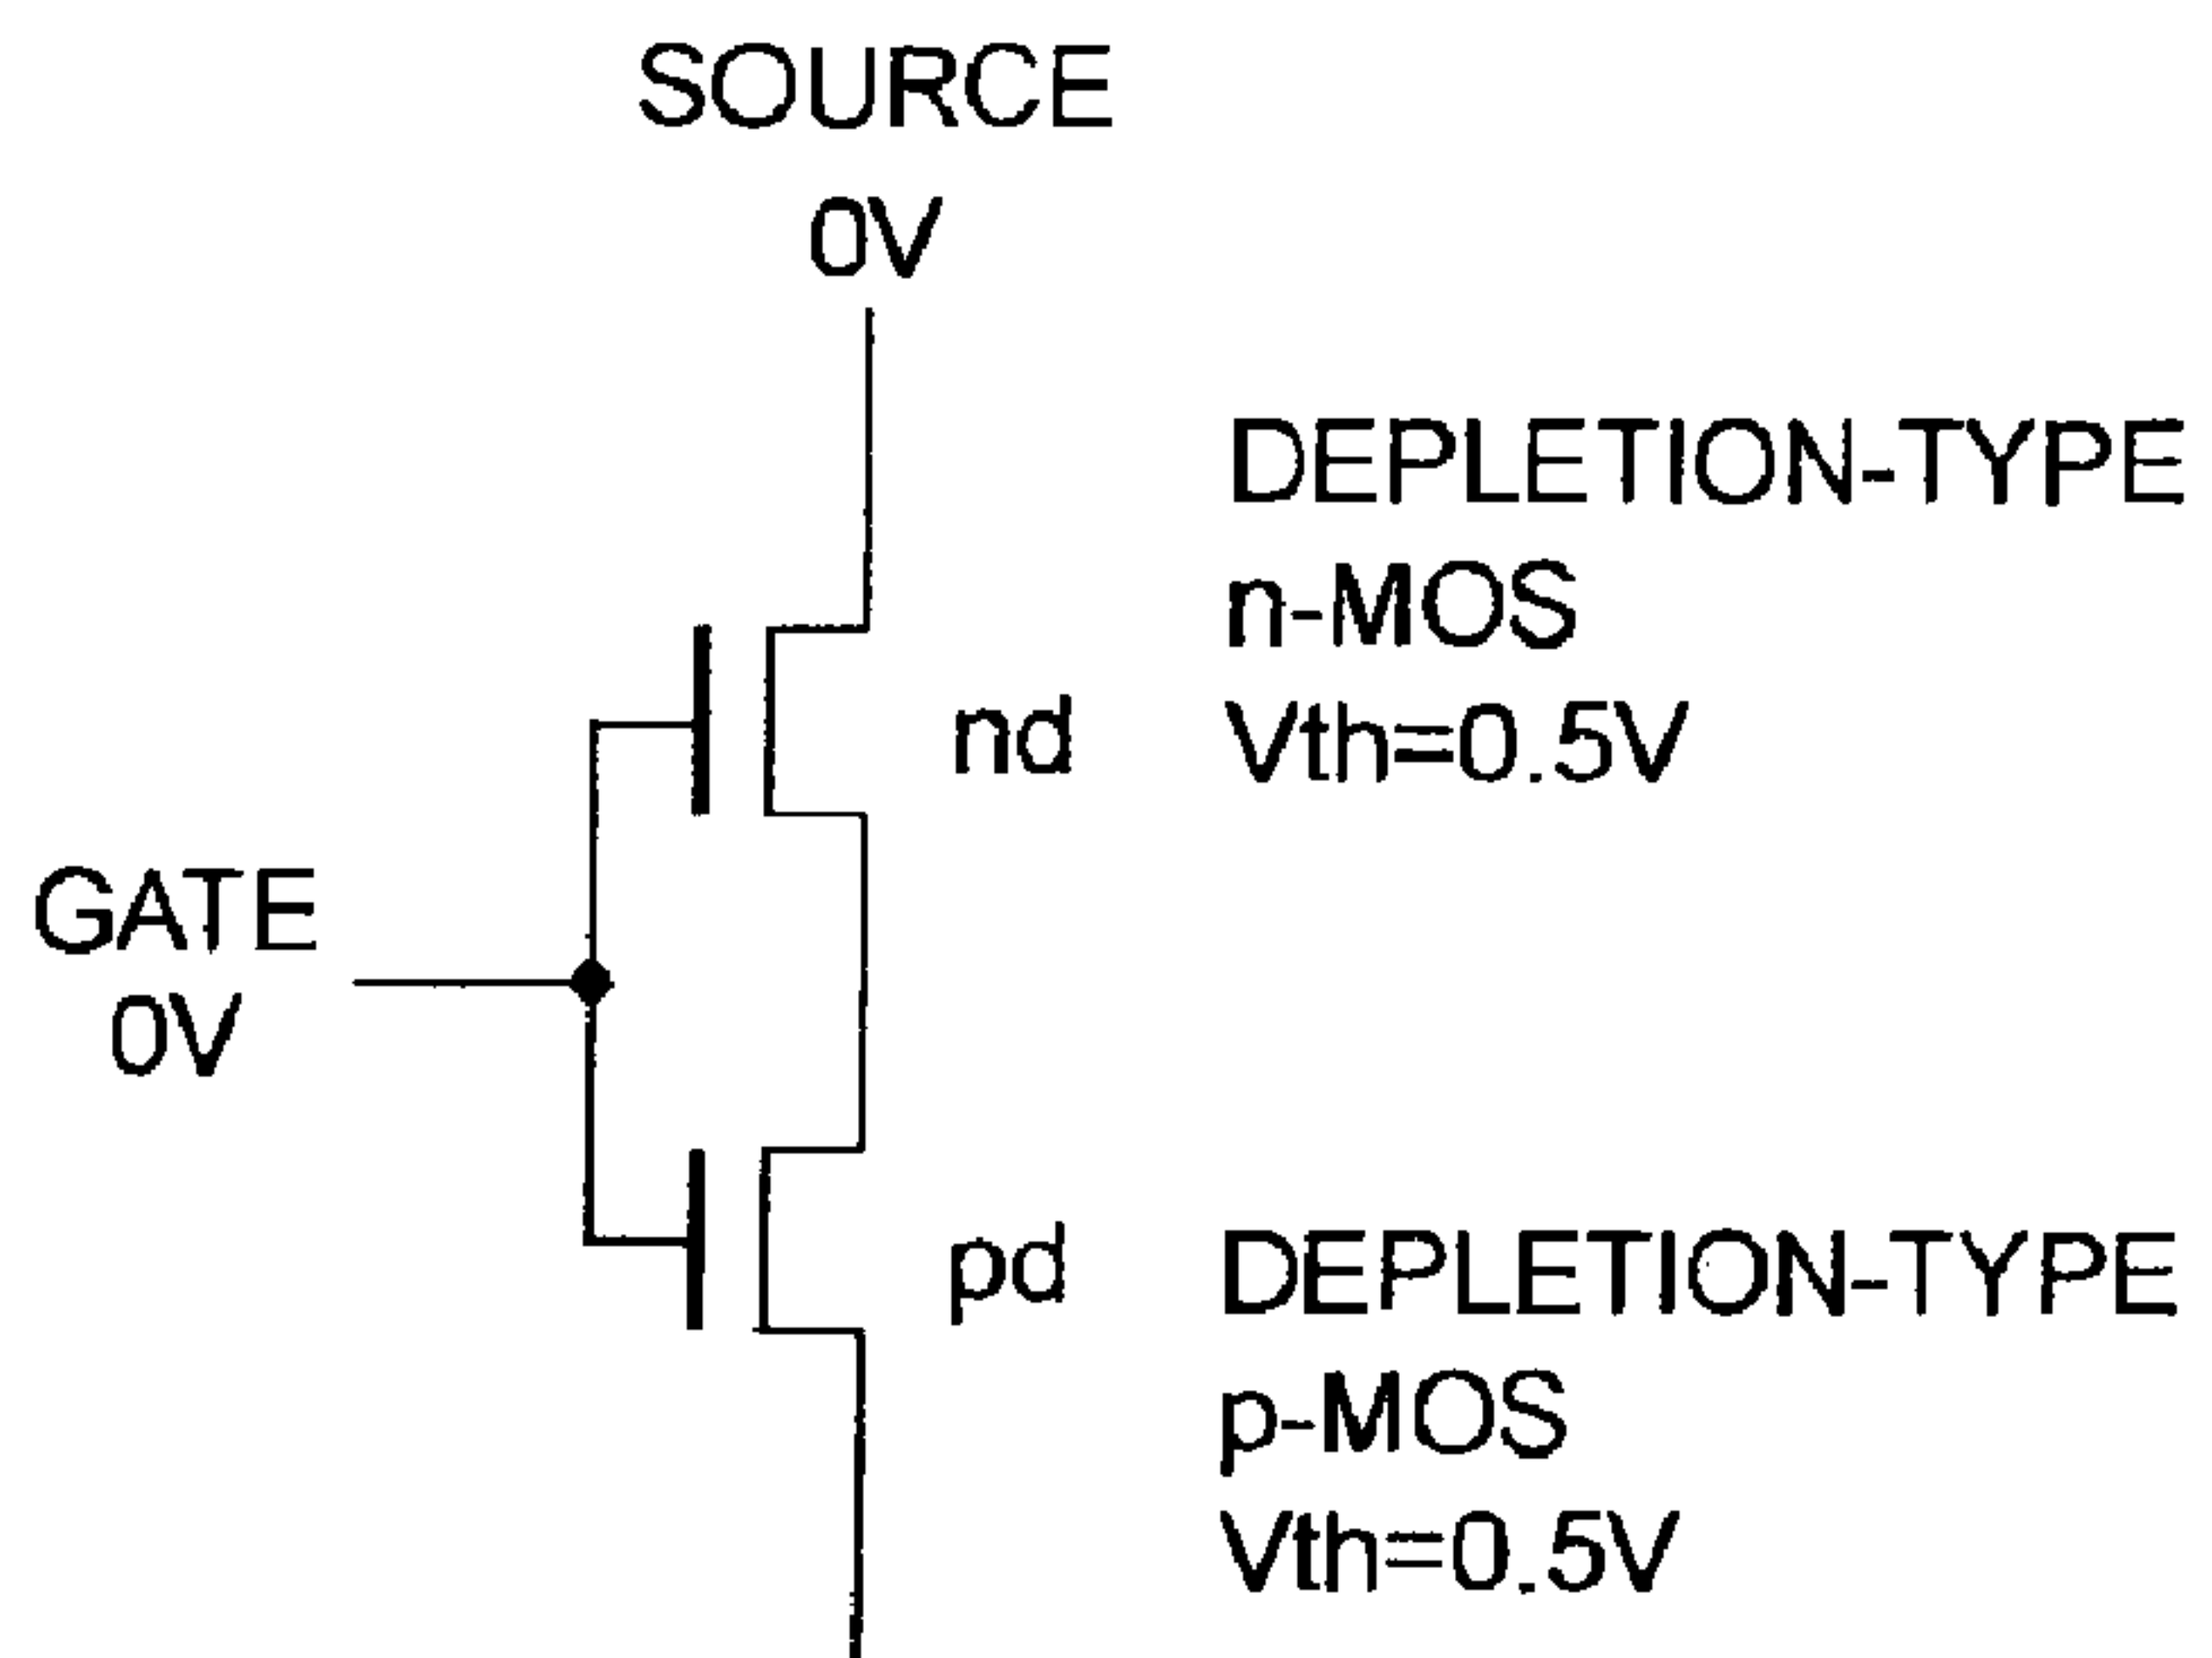 SOURCE
0V
DEPLETION-TYPE
n-MOS
nd
Vth=0.5V
GATE
0V
pd
DEPLETION-TYPE
p-MOS
Vth=0.5V